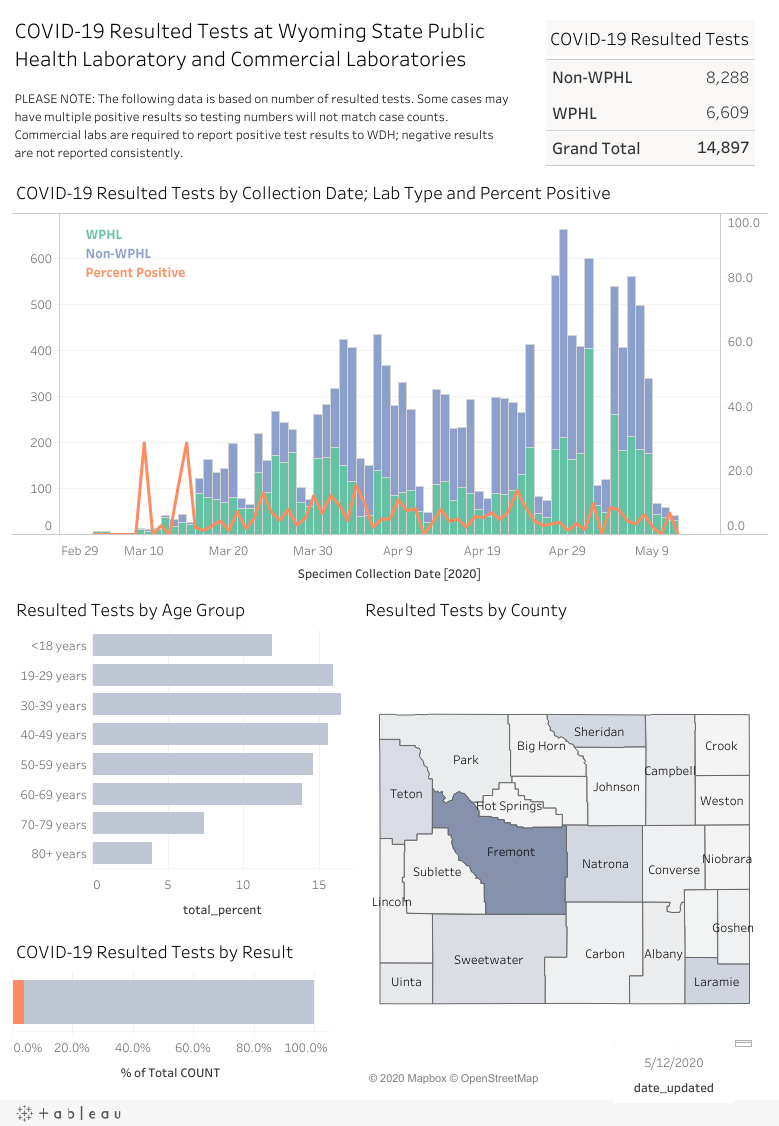 COVID-19 Resulted Tests at Wyoming State Public
Health Laboratory and Commercial Laboratories
PLEASE NOTE: The following data is based on number of resulted tests. Some cases may
have multiple positive results so testing numbers will not match case counts.
Commercial labs are required to report positive test results to WDH; negative results
are not reported consistently.
COVID-19 Resulted Tests
Non-WPHL 8,288
WPHL 6,609
Grand Total 14,897
COVID-19 Resulted Tests by Collection Date; Lab Type and Percent Positive
WPHL
Non-WPHL
Percent Positive
600
500
400
300
200
100
0
100.0
80.0
60.0
40.0
20.0
0.0
Feb 29 Mar 10 Mar 20 Mar 30 Apr 9 Apr 19 Apr 29 May 9
Specimen Collection Date [2020]
Resulted Tests by Age Group
<18 years
19-29 years
30-39 years
40-49 years
50-59 years
60-69 years
70-79 years
80+ years
0 5 10 15
total_percent
COVID-19 Resulted Tests by Result
0.0% 20.0% 40.0% 60.0% 80.0% 100.0%
% of Total COUNT
Resulted Tests by County
Sheridan
Big Horn
Crook
Park
Campbell
Johnson
Teton
Hot Springs
Weston
Fremont
Niobrara
Natrona
Converse
Sublette
Lincoln
Goshen
Carbon
Albany
Sweetwater
Uinta
Laramie
5/12/2020
date_updated
© 2020 Mapbox © OpenStreetMap
+ableau